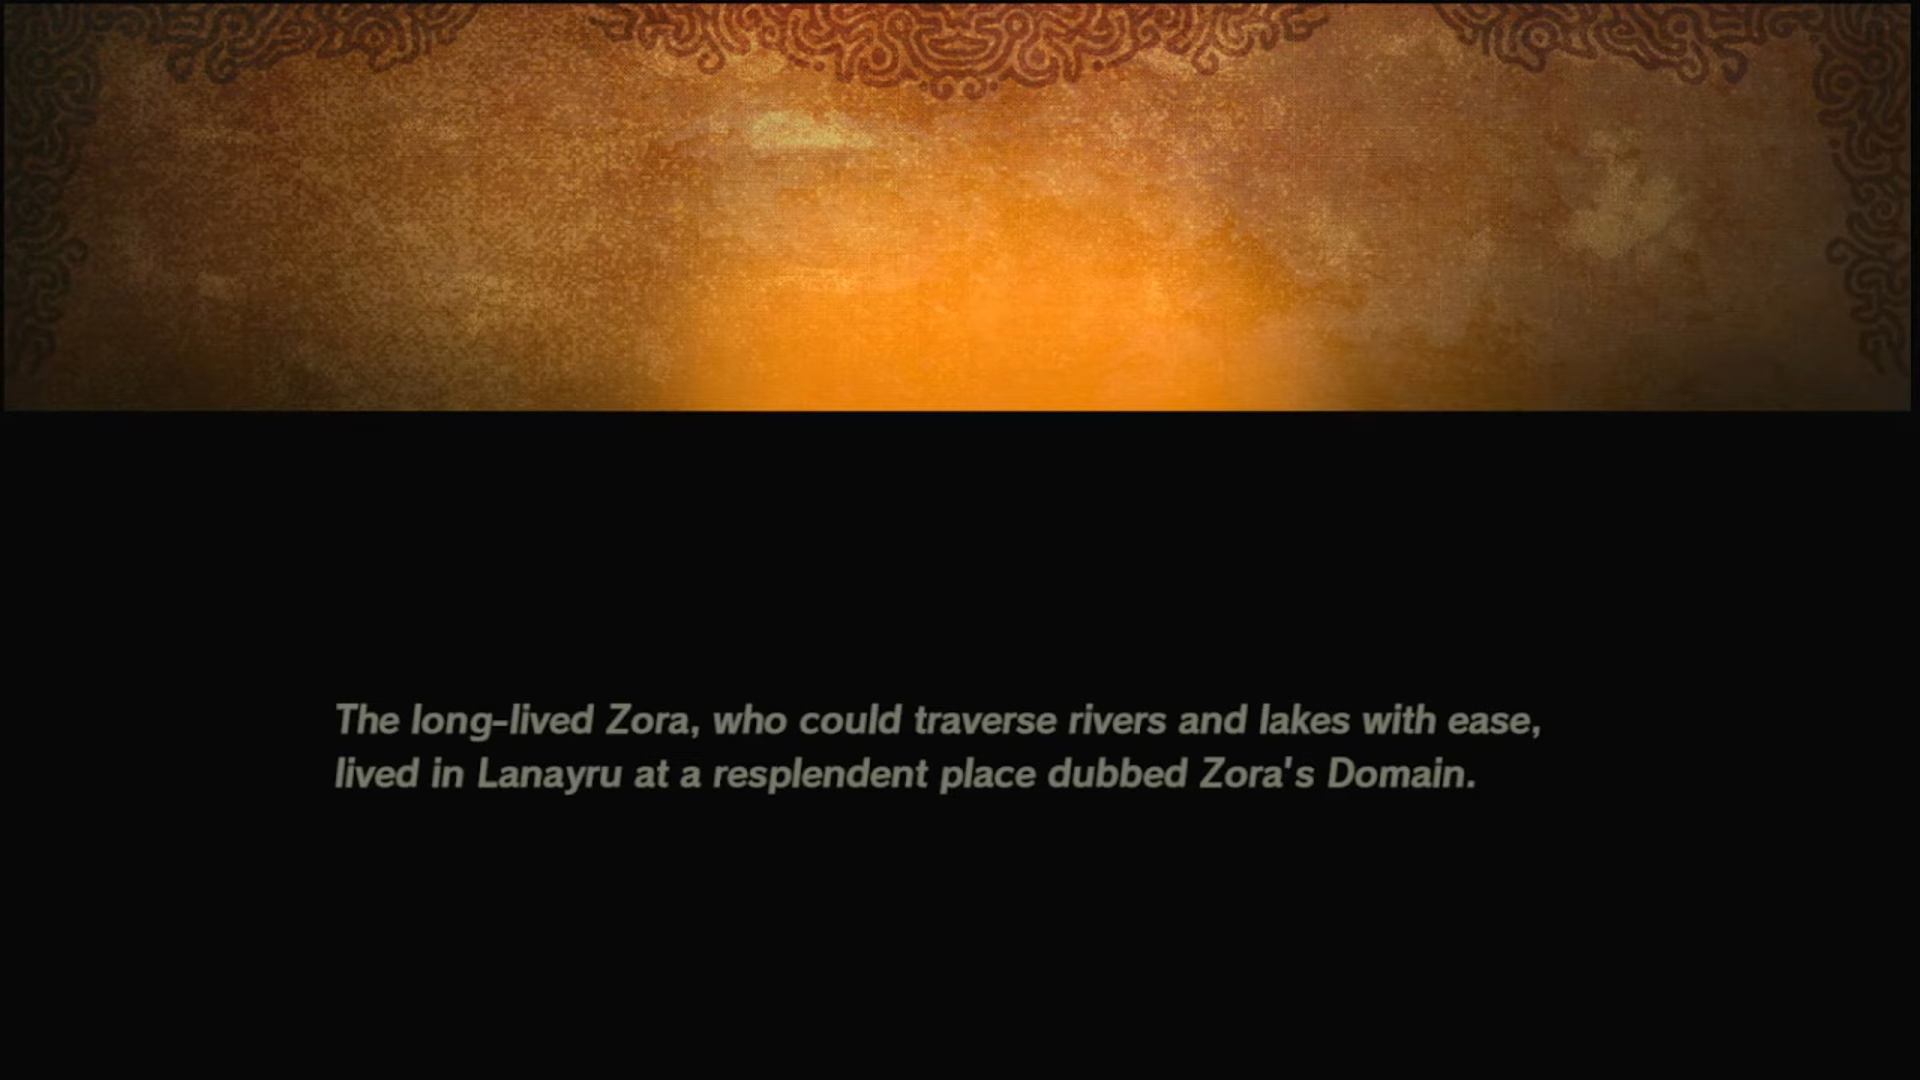 The long-lived Zora, who could traverse rivers and lakes with ease,
lived in Lanayru at a resplendent place dubbed Zora's Domain.